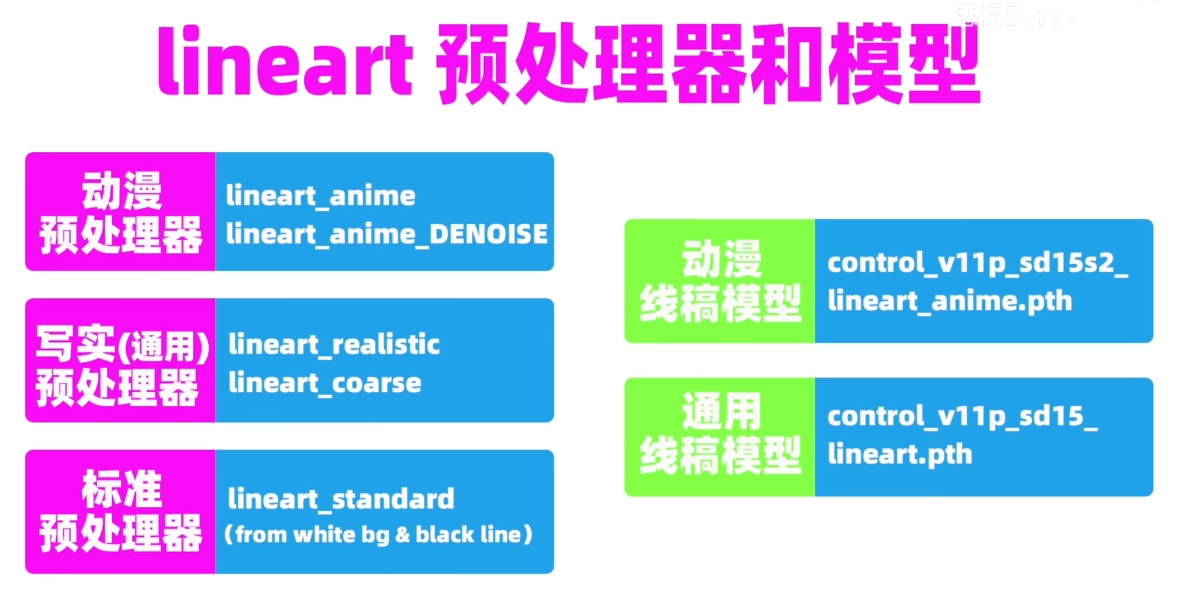 lineart 预处理器和模型
动漫
预处理器
lineart_anime
lineart_anime_DENOISE
写实(通用)
预处理器
lineart_realistic
lineart_coarse
标准
预处理器
lineart_standard
(from white bg & black line)
动漫
线稿模型
control_v11p_sd15s2_
lineart_anime.pth
通用
线稿模型
control_v11p_sd15_
lineart.pth